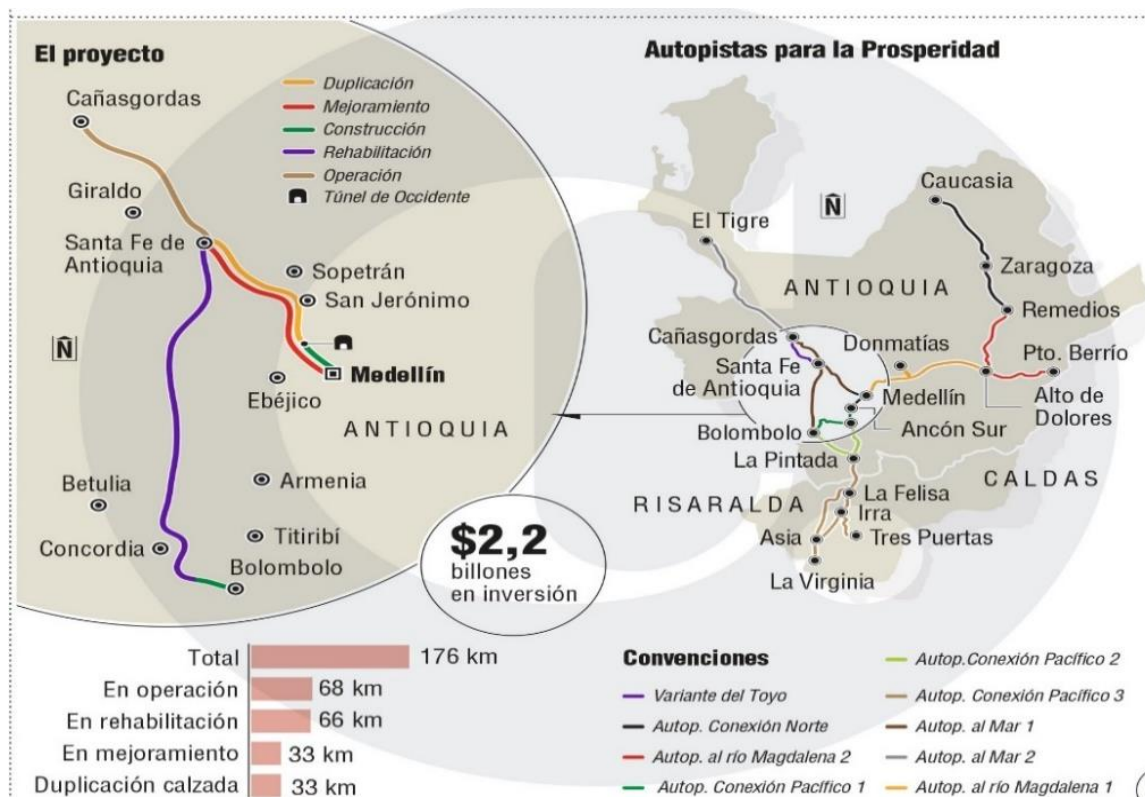 El proyecto
Duplicación
Mejoramiento
Construcción
Rehabilitación
Operación
Túnel de Occidente
Cañasgordas
Giraldo
Santa Fe de
Antioquia
Sopetrán
San Jerónimo
N
Medellín
Ebéjico
ANTIOQUIA
Armenia
Betulia
Titiribí
Concordia
Bolombolo
$2,2
billones
en inversión
Autopistas para la Prosperidad
N
Caucasia
El Tigre
Zaragoza
ANTIOQUIA
Remedios
Cañasgordas
Donmatías
Pto. Berrío
Santa Fe
de Antioquia
Medellín
Alto de
Dolores
Ancón Sur
Bolombolo
La Pintada
CALDAS
RISARALDA
La Felisa
Irra
Asia
Tres Puertas
La Virginia
Total 176 km
En operación 68 km
En rehabilitación 66 km
En mejoramiento 33 km
Duplicación calzada 33 km
Convenciones
Variante del Toyo
Autop. Conexión Norte
Autop. al río Magdalena 2
Autop. Conexión Pacífico 1
Autop.Conexión Pacífico 2
Autop. Conexión Pacífico 3
Autop. al Mar 1
Autop. al Mar 2
Autop. al río Magdalena 1